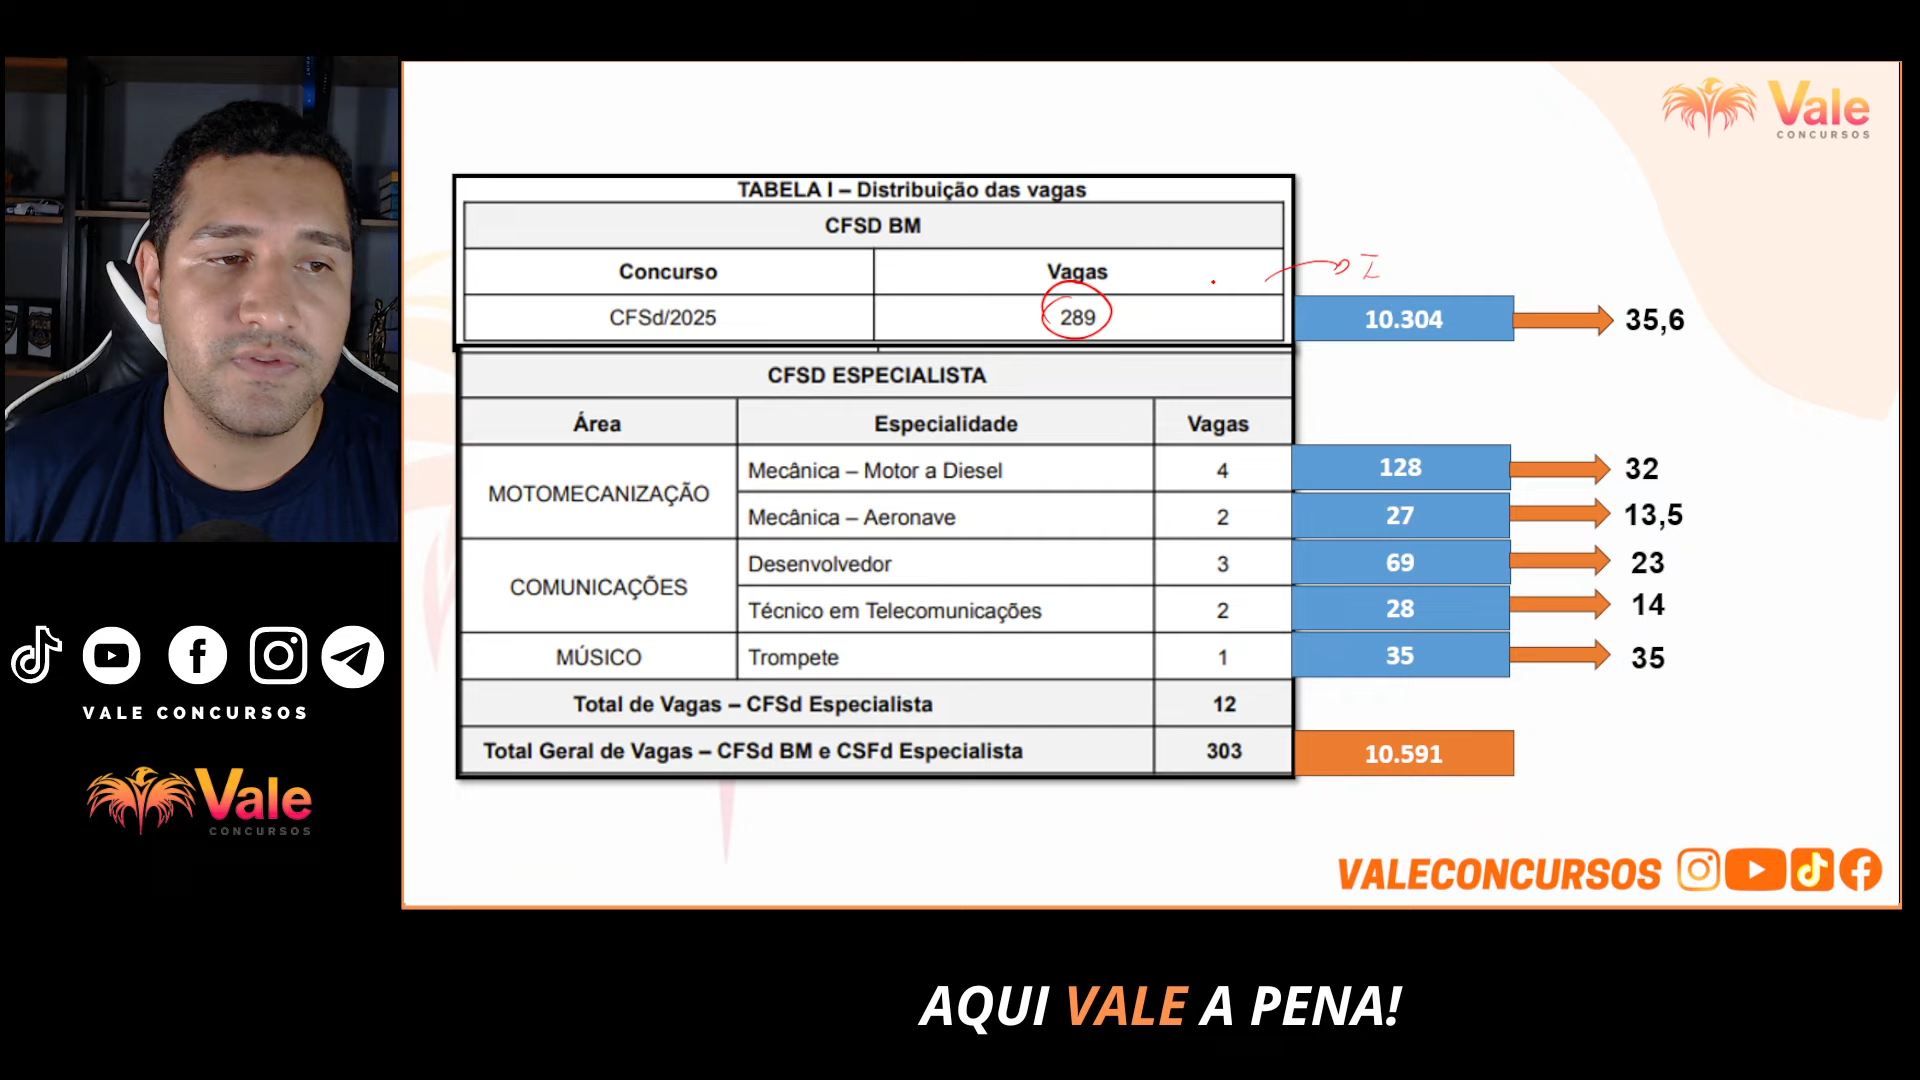 Vale
CONCURSOS
TABELA I – Distribuição das vagas
CFSD BM
Concurso Vagas
CFSd/2025 289 10.304 35,6
CFSD ESPECIALISTA
Área Especialidade Vagas
MOTOMECANIZAÇÃO
Mecânica – Motor a Diesel 4 128 32
Mecânica – Aeronave 2 27 13,5
COMUNICAÇÕES
Desenvolvedor 3 69 23
Técnico em Telecomunicações 2 28 14
MÚSICO Trompete 1 35 35
Total de Vagas – CFSd Especialista 12
Total Geral de Vagas – CFSd BM e CSFd Especialista 303 10.591
VALE CONCURSOS
Vale
CONCURSOS
VALECONCURSOS
AQUI VALE A PENA!